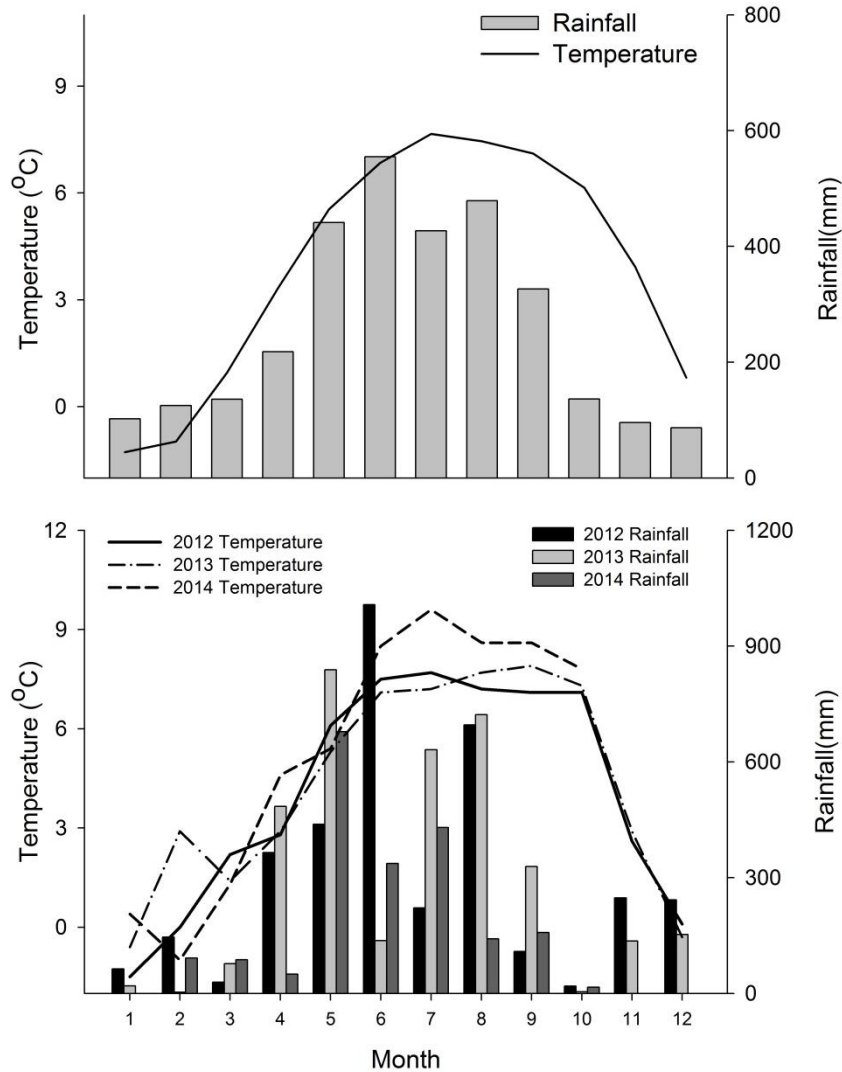 Rainfall
Temperature
800
600
400
200
0
9
6
3
0
Temperature (°C)
Rainfall(mm)
2012 Temperature
2013 Temperature
2014 Temperature
2012 Rainfall
2013 Rainfall
2014 Rainfall
12
9
6
3
0
Temperature (°C)
1200
900
600
300
0
Rainfall(mm)
1 2 3 4 5 6 7 8 9 10 11 12
Month